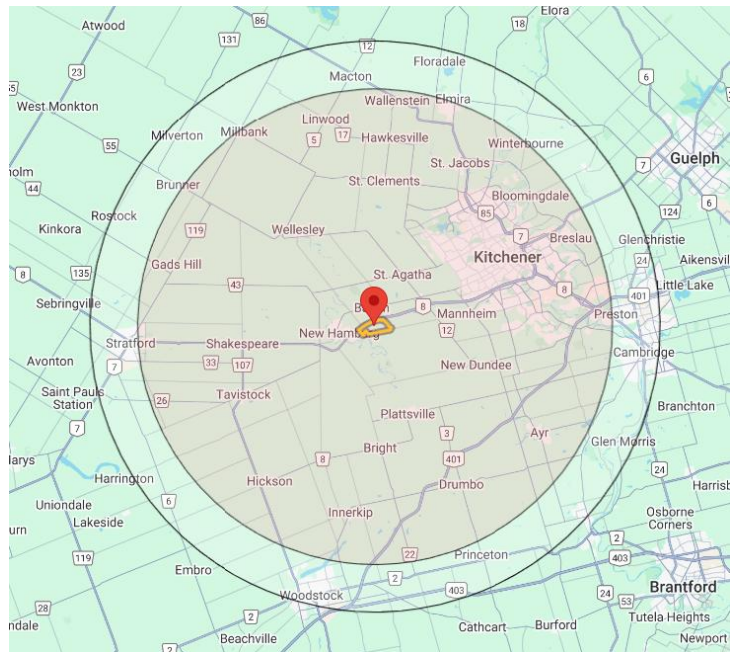 Elora
Atwood
86
18
131
12
Floradale
6
23
Macton
Wallenstein
Elmira
West Monkton
Linwood
Milverton
Millbank
5
17
Hawkesville
Winterbourne
Guelph
7
55
St. Jacobs
44
Brunner
St. Clements
Bloomingdale
6
Rostock
85
124
Kinkora
119
Wellesley
7
Breslau
Glenchristie
Gads Hill
Kitchener
24
8
135
43
St. Agatha
8
401
Little Lake
Sebringville
8
Mannheim
Preston
New Hamburg
12
Stratford
Shakespeare
Cambridge
Avonton
7
33
107
New Dundee
Saint Pauls
Station
26
Tavistock
Branchton
Plattsville
7
3
Ayr
Glen Morris
Bright
8
401
24
Harrington
Hickson
Drumbo
Uniondale
6
Innerkip
Osborne
Corners
Lakeside
2
119
22
Princeton
403
Embro
2
Brantford
Woodstock
403
24
53
28
2
Tutela Heights
Beachville
Cathcart
Burford
Newport